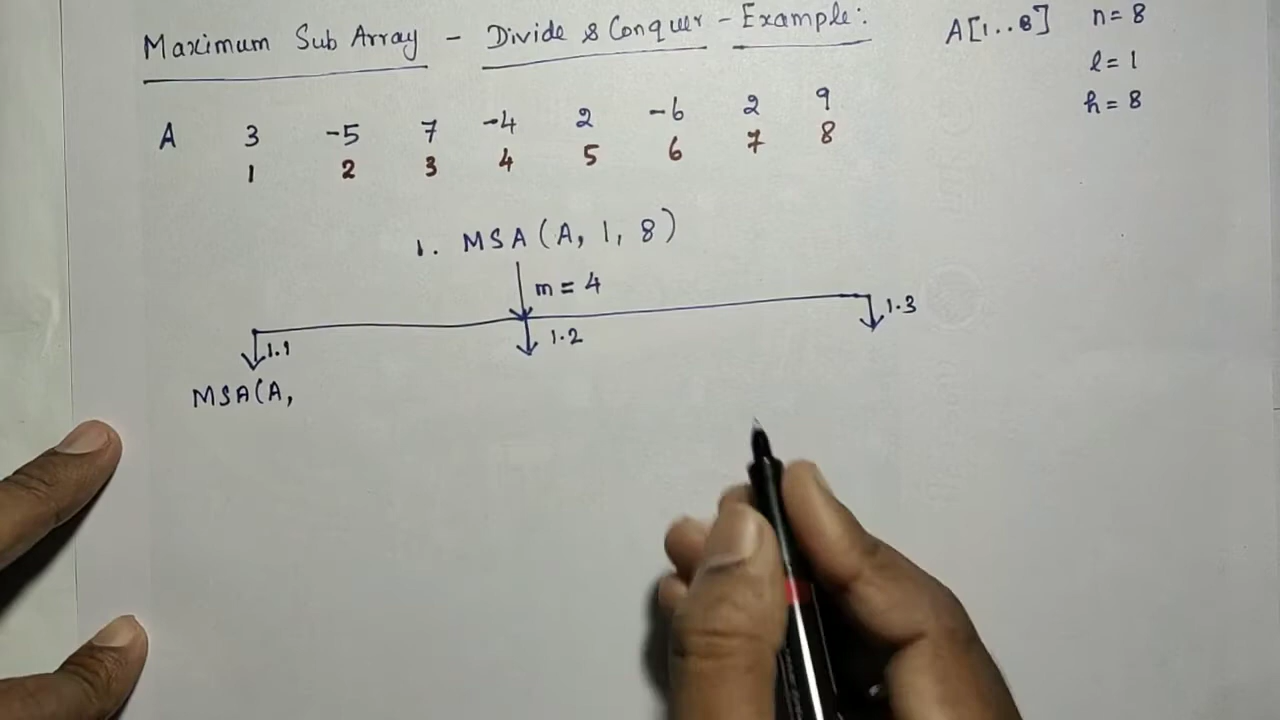 Maximum Sub Array - Divide & Conquer - Example:
A[1..8] n=8
l=1
h=8
A 3 -5 7 -4 2 -6 2 9
1 2 3 4 5 6 7 8
1. MSA(A, 1, 8)
m=4
1.1 1.2 1.3
MSA(A,